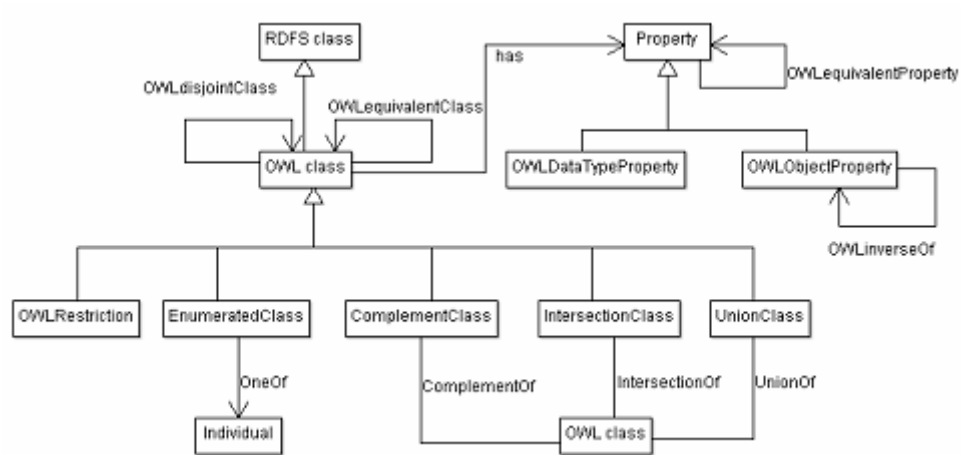 RDFS class
Property
has
OWLdisjointClass
OWLequivalentClass
OWLequivalentProperty
OWL class
OWLDataTypeProperty
OWLObjectProperty
OWLinverseOf
OWLRestriction
EnumeratedClass
ComplementClass
IntersectionClass
UnionClass
OneOf
ComplementOf
IntersectionOf
UnionOf
Individual
OWL class